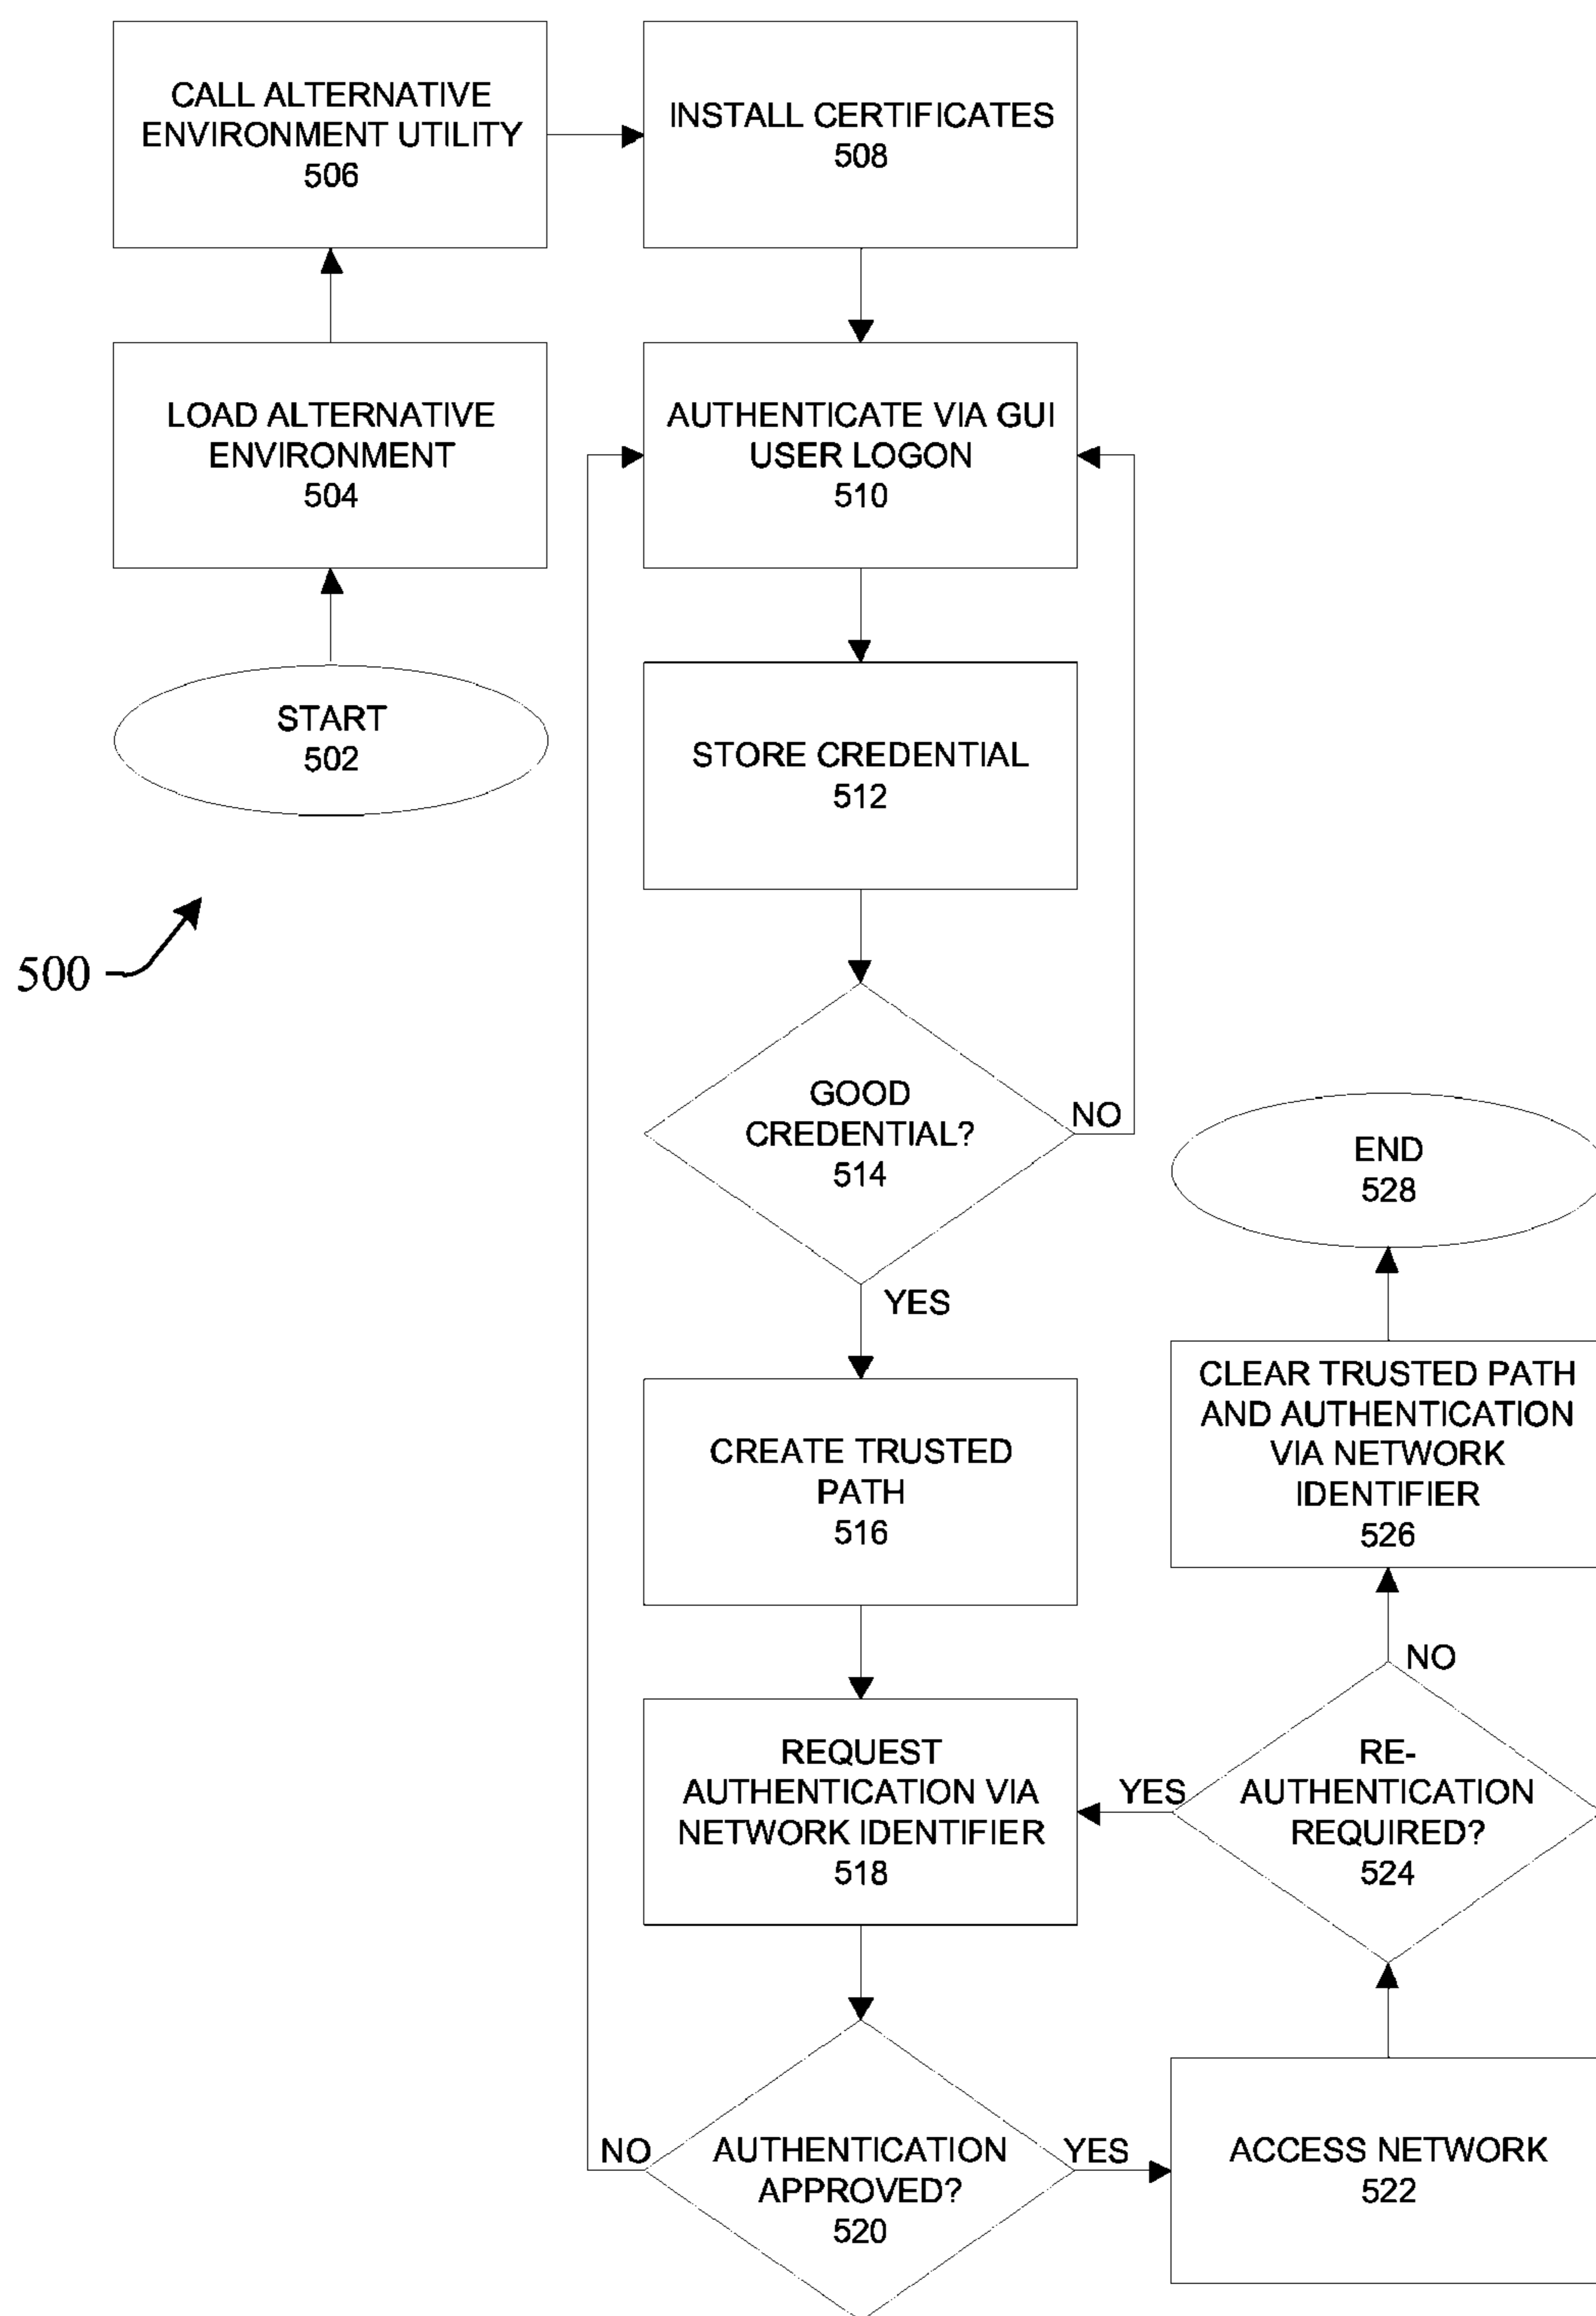 CALL ALTERNATIVE
ENVIRONMENT UTILITY
506
INSTALL CERTIFICATES
508
LOAD ALTERNATIVE
ENVIRONMENT
504
AUTHENTICATE VIA GUI
USER LOGON
510
START
502
STORE CREDENTIAL
512
500
GOOD
CREDENTIAL?
514
NO
YES
END
528
CREATE TRUSTED
PATH
516
CLEAR TRUSTED PATH
AND AUTHENTICATION
VIA NETWORK
IDENTIFIER
526
NO
REQUEST
AUTHENTICATION VIA
NETWORK IDENTIFIER
518
YES
RE-
AUTHENTICATION
REQUIRED?
524
NO
AUTHENTICATION
APPROVED?
520
YES
ACCESS NETWORK
522